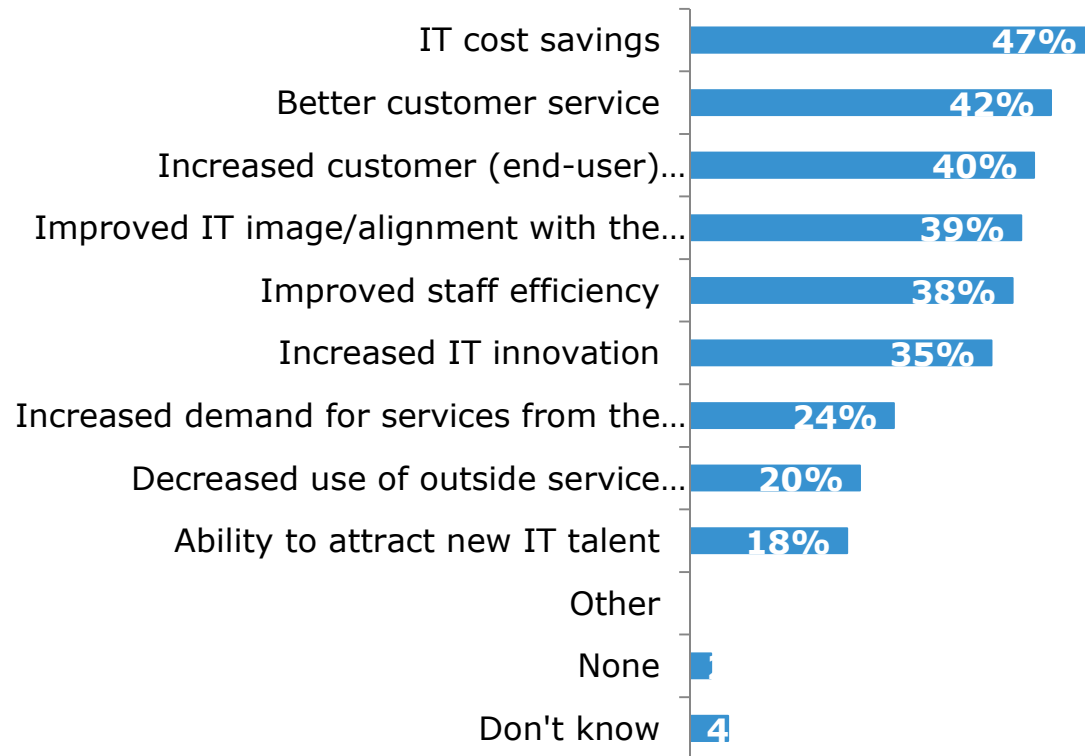 IT cost savings 47%
Better customer service 42%
Increased customer (end-user)... 40%
Improved IT image/alignment with the... 39%
Improved staff efficiency 38%
Increased IT innovation 35%
Increased demand for services from the... 24%
Decreased use of outside service... 20%
Ability to attract new IT talent 18%
Other
None
Don't know 4